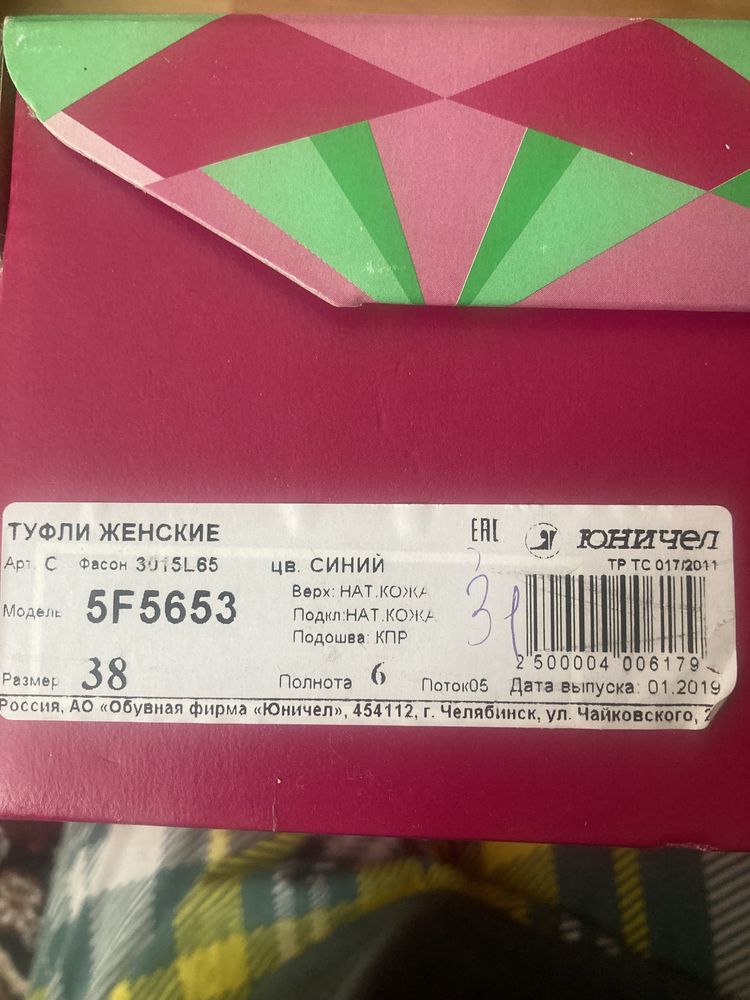 ТУФЛИ ЖЕНСКИЕ
EAC
ЮНИЧЕЛ
Арт. С Фасон 3015L65 цв. СИНИЙ
ТР ТС 017/2011
Верх: НАТ.КОЖА
Модель 5F5653
Подкл:НАТ.КОЖА
Подошва: КПР
31
2 500004 006179
Размер 38 Полнота 6 Поток05 Дата выпуска: 01.2019
Россия, АО «Обувная фирма «Юничел», 454112, г. Челябинск, ул. Чайковского,